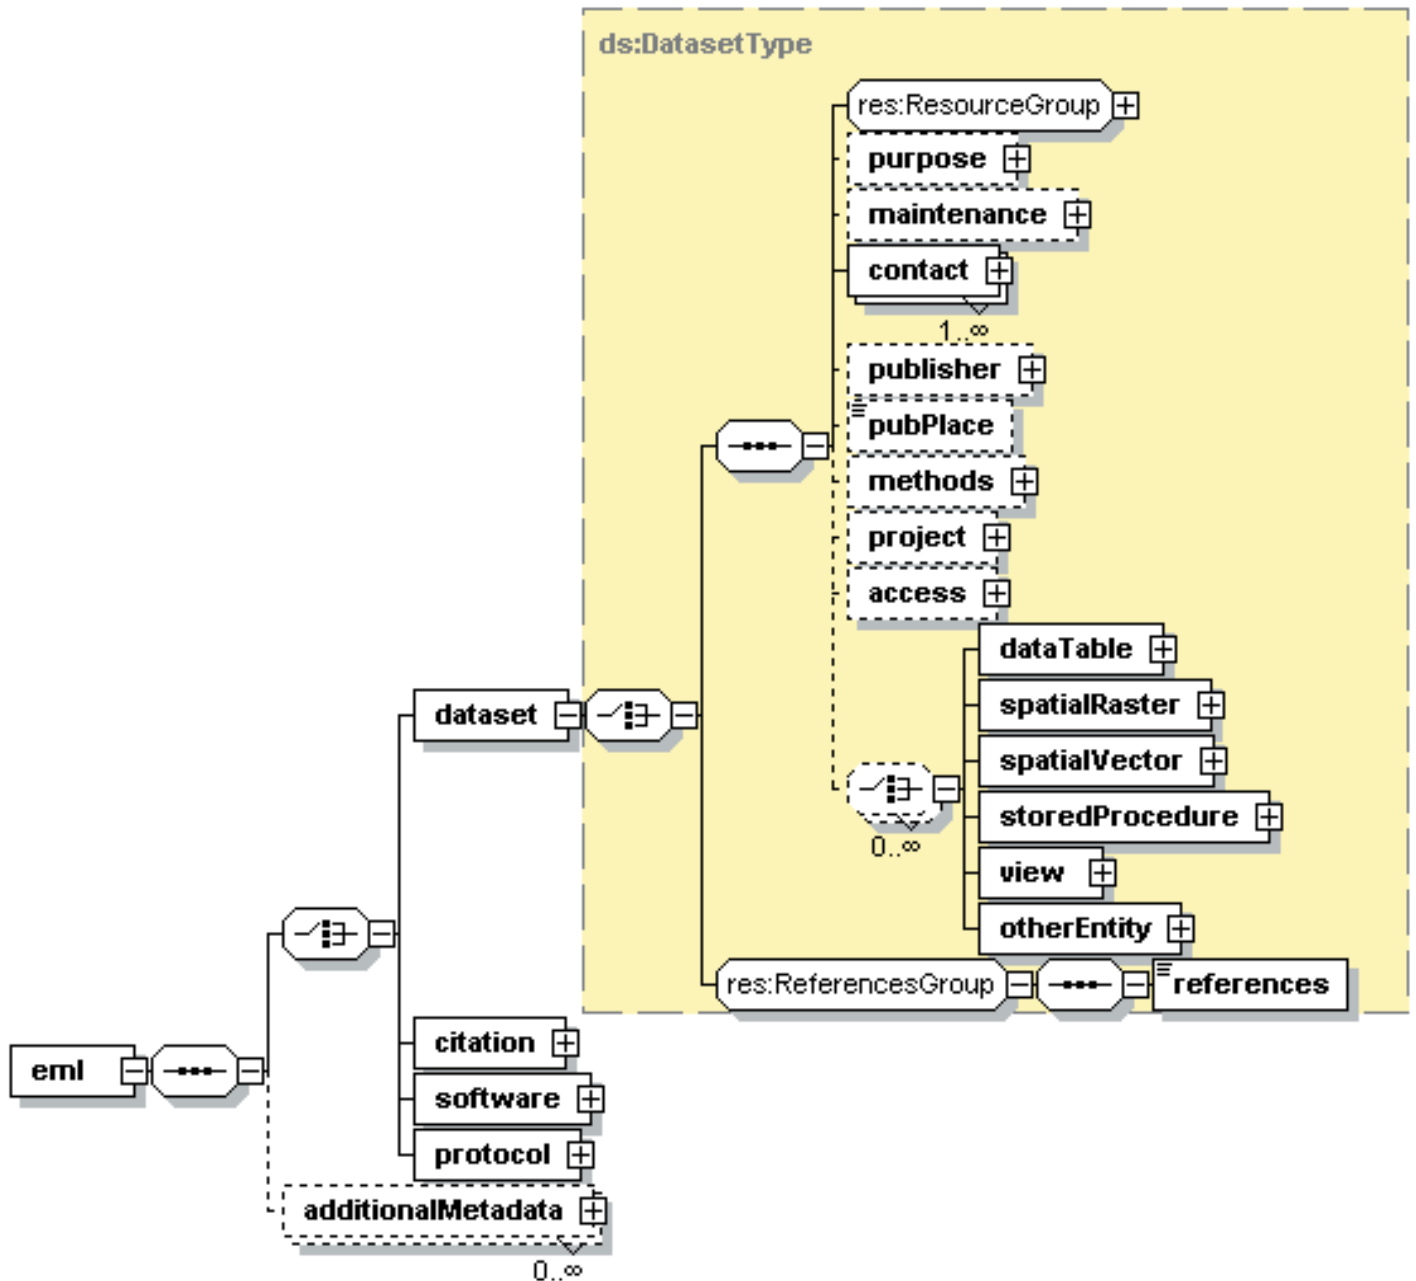 ds:DatasetType
res:ResourceGroup
purpose
maintenance
contact
1..∞
publisher
pubPlace
methods
project
access
dataTable
spatialRaster
dataset
spatialVector
storedProcedure
0..∞
view
otherEntity
res:ReferencesGroup
references
citation
eml
software
protocol
additionalMetadata
0..∞